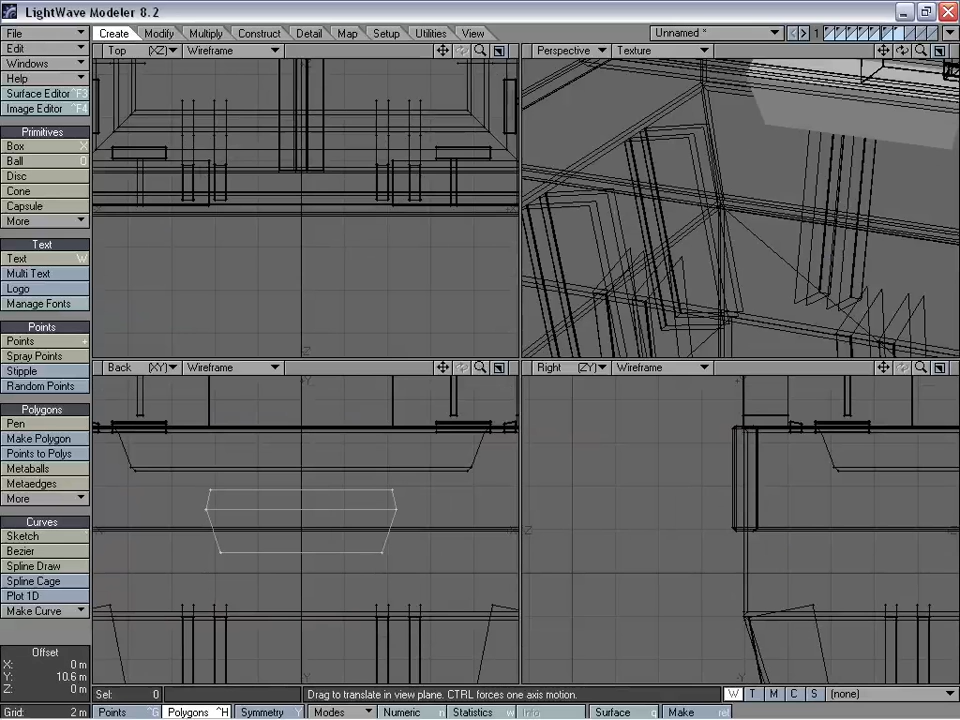 LightWave Modeler 8.2
File
Edit
Windows
Help
Surface Editor ^F3
Image Editor ^F4
Primitives
Box X
Ball O
Disc
Cone
Capsule
More
Text
Text W
Multi Text
Logo
Manage Fonts
Points
Points +
Spray Points
Stipple
Random Points
Polygons
Pen
Make Polygon
Points to Polys
Metaballs
Metaedges
More
Curves
Sketch
Bezier
Spline Draw
Spline Cage
Plot 1D
Make Curve
Offset
X: 0 m
Y: 10.6 m
Z: 0 m
Grid: 2 m
Create Modify Multiply Construct Detail Map Setup Utilities View
Unnamed * 1
Top (XZ) Wireframe
Perspective Texture
Back (XY) Wireframe
Right (ZY) Wireframe
Sel: 0
Drag to translate in view plane. CTRL forces one axis motion.
W T M C S (none)
Points ^G Polygons ^H Symmetry Y Modes Numeric n Statistics w Info Surface q Make ret